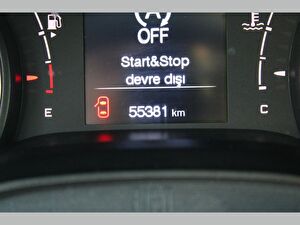 OFF
Start&Stop
devre dışı
E
55381 km
C